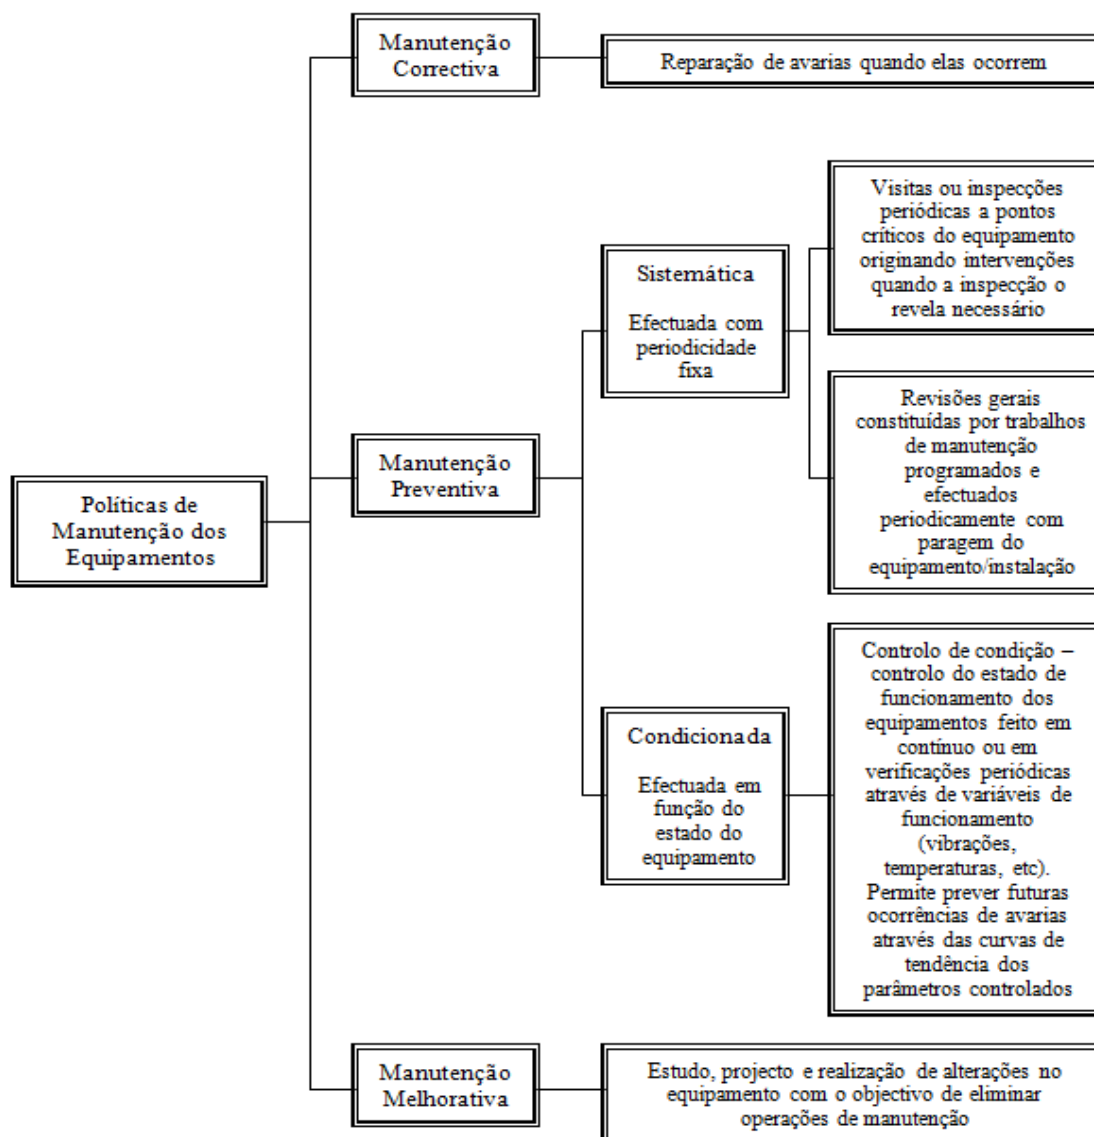 Manutenção
Correctiva
Reparação de avarias quando elas ocorrem
Visitas ou inspecções
periódicas a pontos
críticos do equipamento
originando intervenções
quando a inspecção o
revela necessário
Sistemática
Efectuada com
periodicidade
fixa
Revisões gerais
constituídas por trabalhos
de manutenção
programados e
efectuados
periodicamente com
paragem do
equipamento/instalação
Manutenção
Preventiva
Políticas de
Manutenção dos
Equipamentos
Controlo de condição –
controlo do estado de
funcionamento dos
equipamentos feito em
contínuo ou em
verificações periódicas
através de variáveis de
funcionamento
(vibrações,
temperaturas, etc).
Permite prever futuras
ocorrências de avarias
através das curvas de
tendência dos
parâmetros controlados
Condicionada
Efectuada em
função do
estado do
equipamento
Manutenção
Melhorativa
Estudo, projecto e realização de alterações no
equipamento com o objectivo de eliminar
operações de manutenção